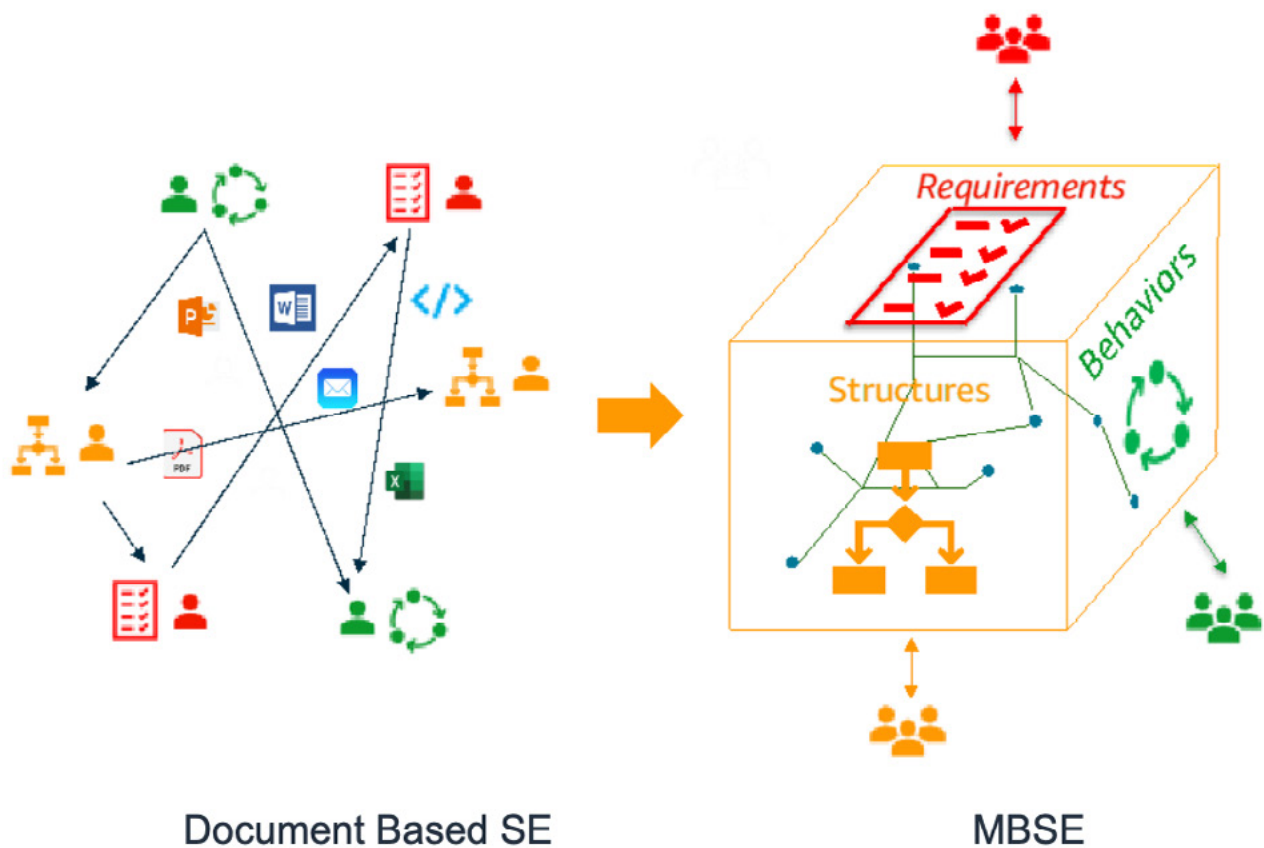 Requirements
Behaviors
Structures
P
W
</>
PDF
X
Document Based SE
MBSE